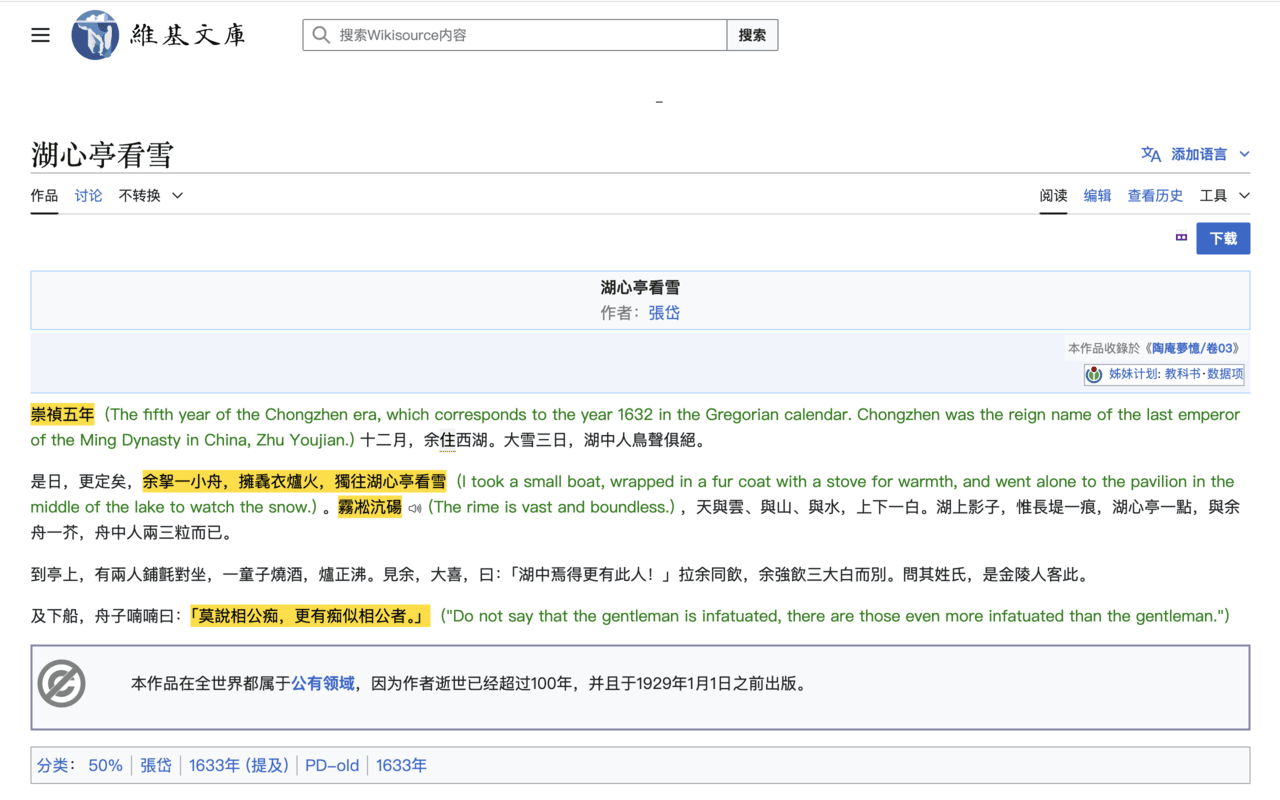 維基文庫
搜索Wikisource内容
搜索
–
湖心亭看雪
添加语言
作品 讨论 不转换
阅读 编辑 查看历史 工具
下载
湖心亭看雪
作者：張岱
本作品收錄於《陶庵夢憶/卷03》
姊妹计划: 教科书·数据项
崇禎五年（The fifth year of the Chongzhen era, which corresponds to the year 1632 in the Gregorian calendar. Chongzhen was the reign name of the last emperor
of the Ming Dynasty in China, Zhu Youjian.）十二月，余住西湖。大雪三日，湖中人鳥聲俱絕。
是日，更定矣，余拏一小舟，擁毳衣爐火，獨往湖心亭看雪（I took a small boat, wrapped in a fur coat with a stove for warmth, and went alone to the pavilion in the
middle of the lake to watch the snow.）。霧凇沆碭（The rime is vast and boundless.），天與雲、與山、與水，上下一白。湖上影子，惟長堤一痕，湖心亭一點，與余
舟一芥，舟中人兩三粒而已。
到亭上，有兩人鋪氈對坐，一童子燒酒，爐正沸。見余，大喜，曰：「湖中焉得更有此人！」拉余同飲，余強飲三大白而別。問其姓氏，是金陵人客此。
及下船，舟子喃喃曰：「莫說相公痴，更有痴似相公者。」（"Do not say that the gentleman is infatuated, there are those even more infatuated than the gentleman."）
本作品在全世界都属于公有领域，因为作者逝世已经超过100年，并且于1929年1月1日之前出版。
分类： 50% 張岱 1633年 (提及) PD-old 1633年